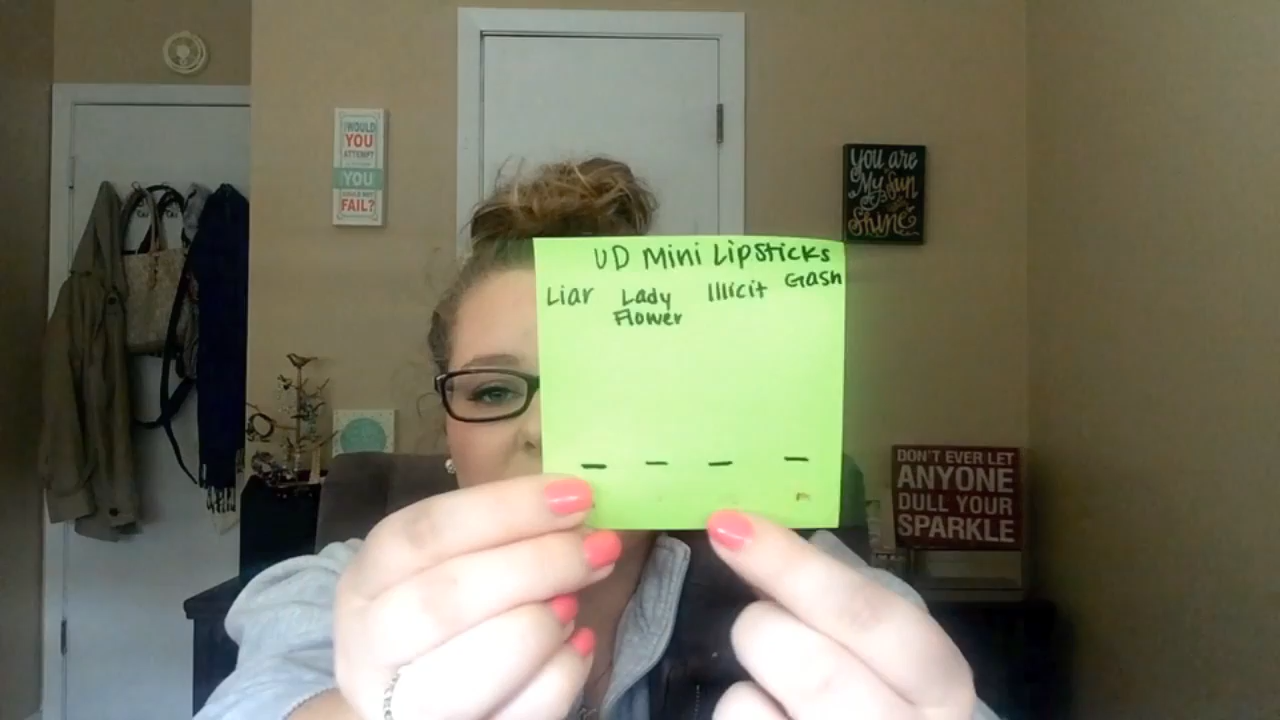 I WOULD
YOU
ATTEMPT
YOU
FAIL?
YOU are
My Sun
Shine
UD Mini Lipsticks
Liar Lady Flower Illicit Gash
DON'T EVER LET
ANYONE
DULL YOUR
SPARKLE